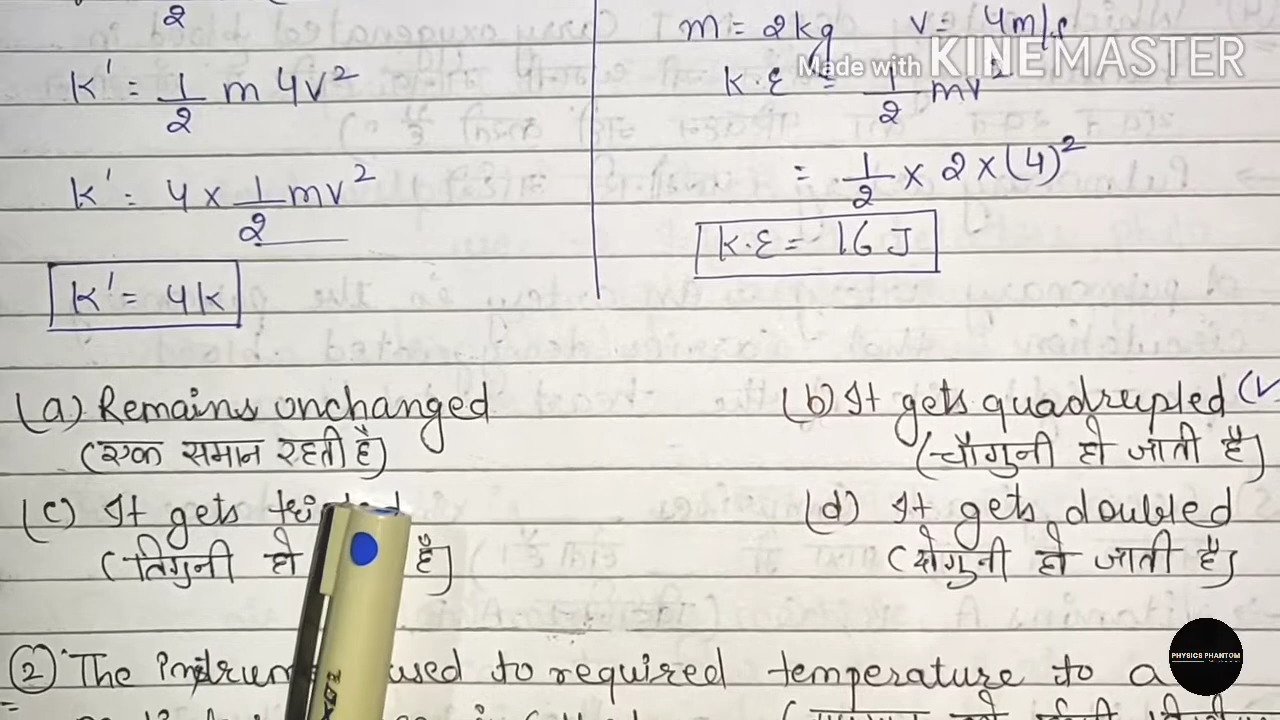 2
K' = 1/2 m 4v²
K' = 4 × 1/2 mv²
K' = 4K
m = 2kg v = 4m/s
Made with KINEMASTER
K.E = 1/2 mv²
= 1/2 × 2 × (4)²
K.E = 16 J
(a) Remains unchanged
(एक समान रहती है)
(b) It gets quadrupled (✓
(चौगुनी हो जाती है)
(c) It gets
(तिगुनी हो है)
(d) It gets doubled
(दोगुनी हो जाती है)
② The used to required temperature to a
PHYSICS PHANTOM